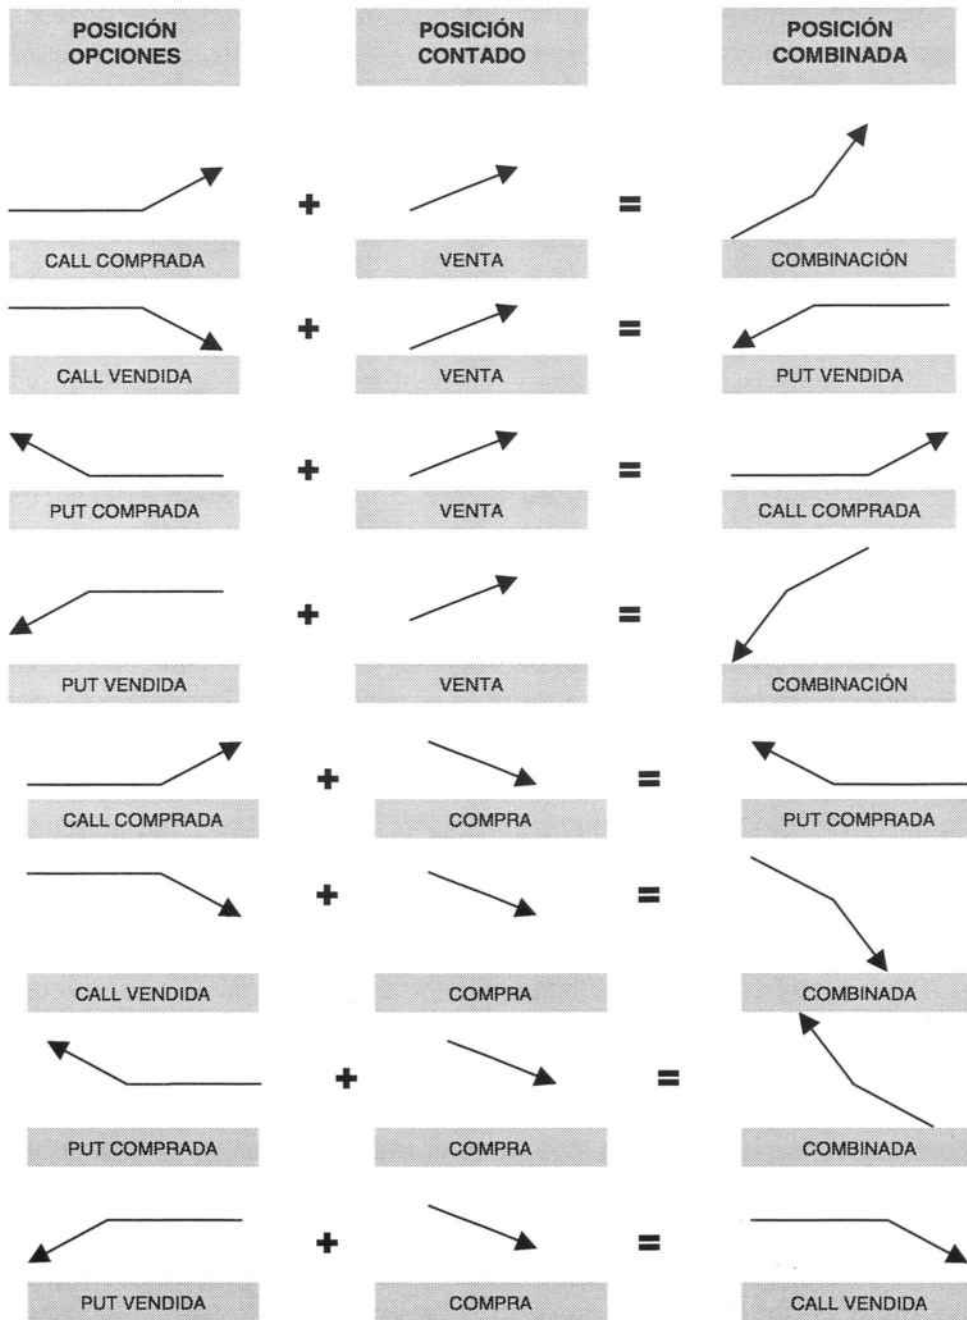 POSICIÓN
OPCIONES
POSICIÓN
CONTADO
POSICIÓN
COMBINADA
+
=
CALL COMPRADA
VENTA
COMBINACIÓN
+
=
CALL VENDIDA
VENTA
PUT VENDIDA
+
=
PUT COMPRADA
VENTA
CALL COMPRADA
+
=
PUT VENDIDA
VENTA
COMBINACIÓN
+
=
CALL COMPRADA
COMPRA
PUT COMPRADA
+
=
CALL VENDIDA
COMPRA
COMBINADA
+
=
PUT COMPRADA
COMPRA
COMBINADA
+
=
PUT VENDIDA
COMPRA
CALL VENDIDA